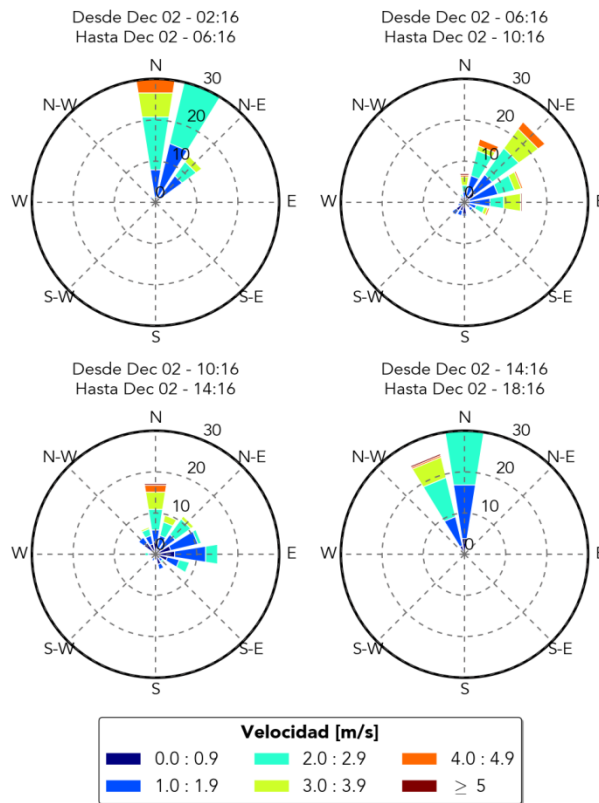 Desde Dec 02 - 02:16
Hasta Dec 02 - 06:16
N
N-W
30
N-E
20
10
0
W
E
S-W
S-E
S
Desde Dec 02 - 06:16
Hasta Dec 02 - 10:16
N
N-W
30
N-E
20
10
0
W
E
S-W
S-E
S
Desde Dec 02 - 10:16
Hasta Dec 02 - 14:16
N
N-W
30
N-E
20
10
0
W
E
S-W
S-E
S
Desde Dec 02 - 14:16
Hasta Dec 02 - 18:16
N
N-W
30
N-E
20
10
0
W
E
S-W
S-E
S
Velocidad [m/s]
0.0 : 0.9
2.0 : 2.9
4.0 : 4.9
1.0 : 1.9
3.0 : 3.9
≥ 5